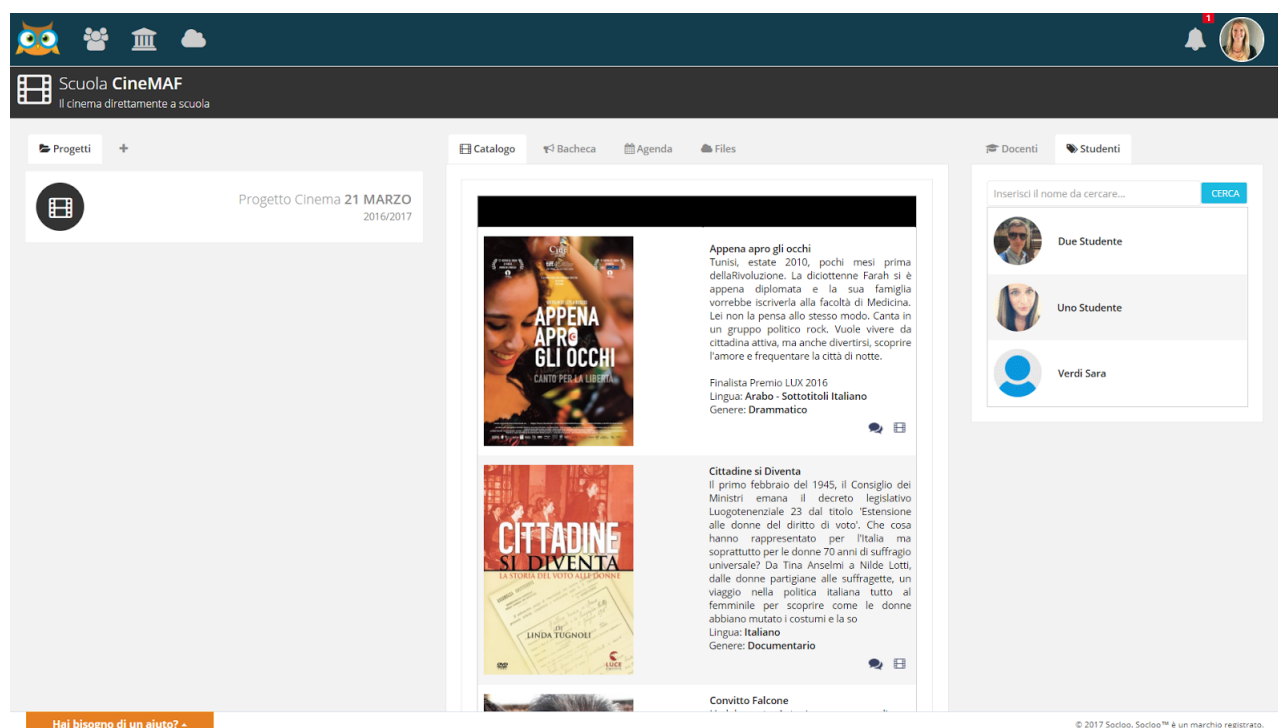 1
Scuola CineMAF
Il cinema direttamente a scuola
Progetti
+
Progetto Cinema 21 MARZO
2016/2017
Catalogo
Bacheca
Agenda
Files
APPENA
APRO
GLI OCCHI
CANTO PER LA LIBERTÀ
Appena apro gli occhi
Tunisi, estate 2010, pochi mesi prima
dellaRivoluzione. La diciottenne Farah si è
appena diplomata e la sua famiglia
vorrebbe iscriverla alla facoltà di Medicina.
Lei non la pensa allo stesso modo. Canta in
un gruppo politico rock. Vuole vivere da
cittadina attiva, ma anche divertirsi, scoprire
l'amore e frequentare la città di notte.
Finalista Premio LUX 2016
Lingua: Arabo - Sottotitoli Italiano
Genere: Drammatico
CITTADINE
SI DIVENTA
LA STORIA DEL VOTO ALLE DONNE
DI
LINDA TUGNOLI
LUCE
Cittadine si Diventa
Il primo febbraio del 1945, il Consiglio dei
Ministri emana il decreto legislativo
Luogotenenziale 23 dal titolo 'Estensione
alle donne del diritto di voto'. Che cosa
hanno rappresentato per l'Italia ma
soprattutto per le donne 70 anni di suffragio
universale? Da Tina Anselmi a Nilde Lotti,
dalle donne partigiane alle suffragette, un
viaggio nella politica italiana tutto al
femminile per scoprire come le donne
abbiano mutato i costumi e la so
Lingua: Italiano
Genere: Documentario
Convitto Falcone
Docenti
Studenti
Inserisci il nome da cercare...
CERCA
Due Studente
Uno Studente
Verdi Sara
Hai bisogno di un aiuto?
© 2017 Socloo. Socloo™ è un marchio registrato.